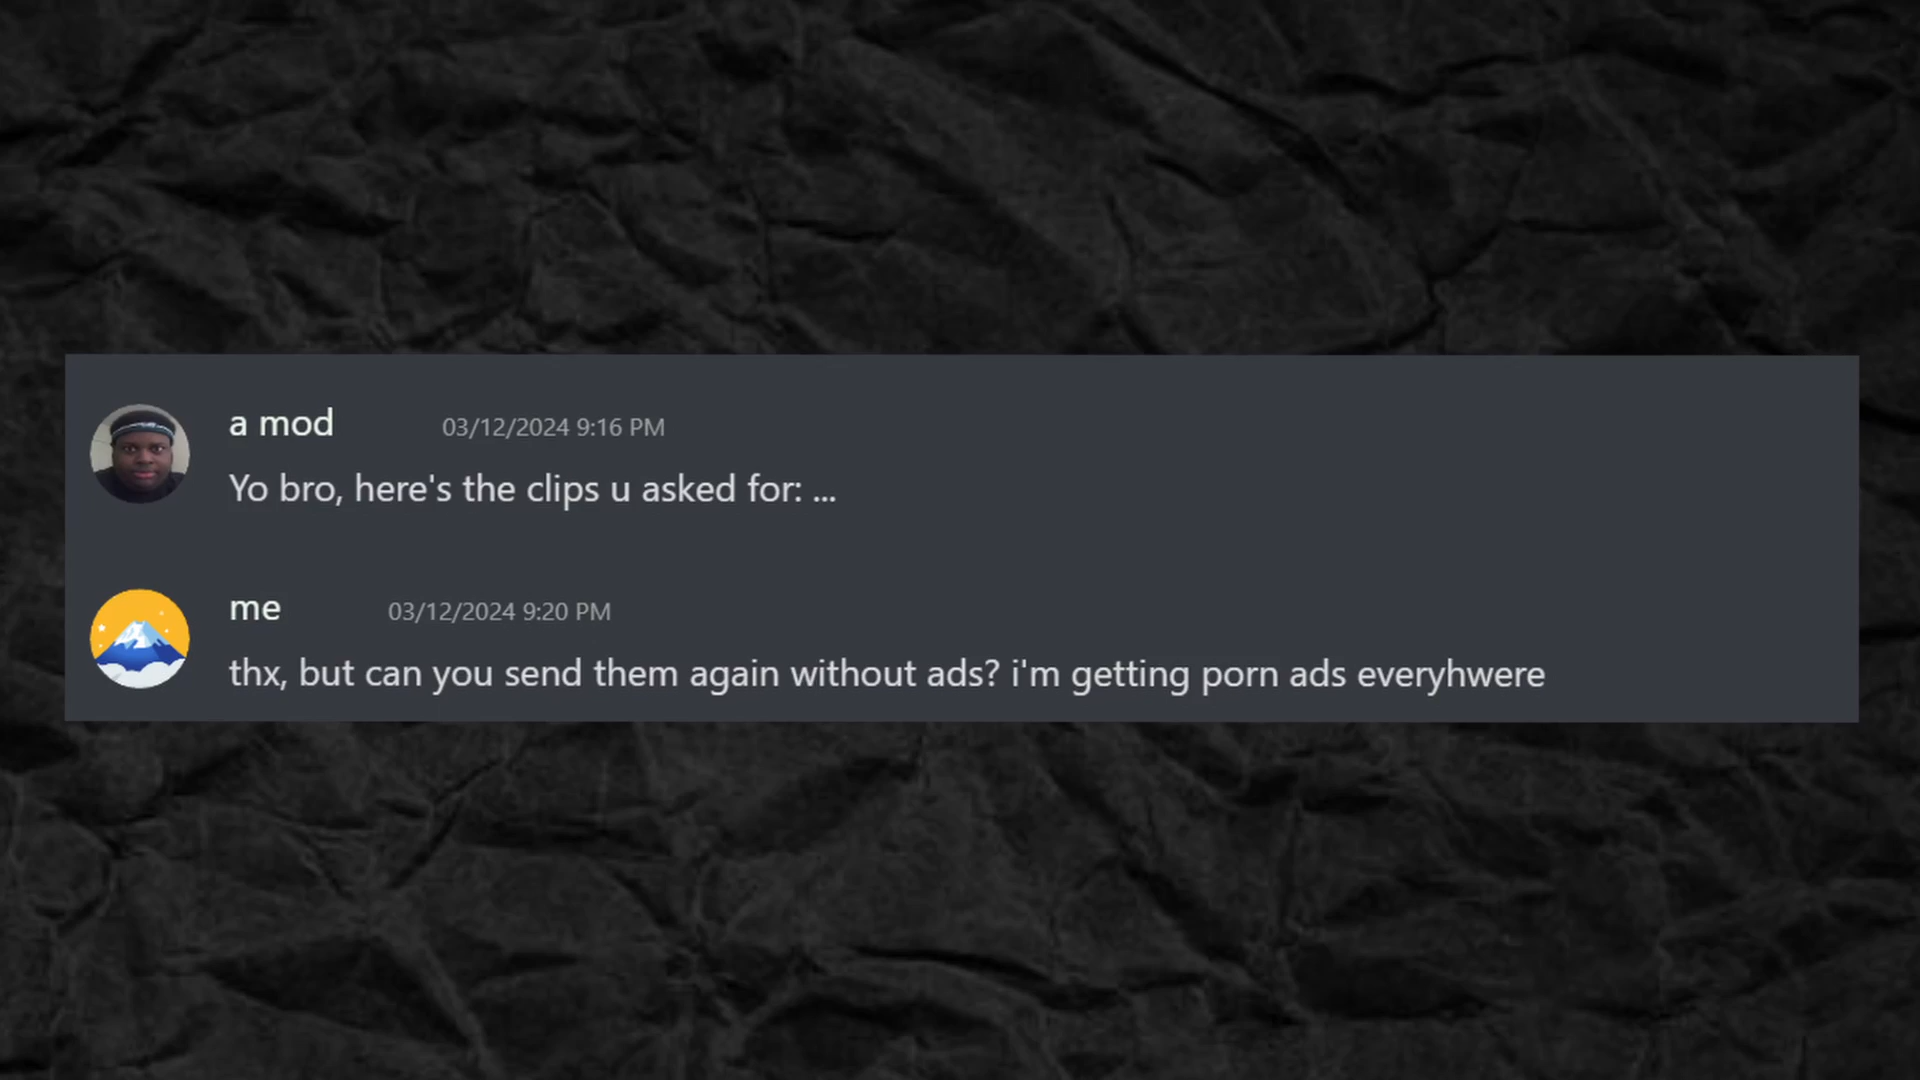 a mod 03/12/2024 9:16 PM
Yo bro, here's the clips u asked for: ...
me 03/12/2024 9:20 PM
thx, but can you send them again without ads? i'm getting porn ads everyhwere